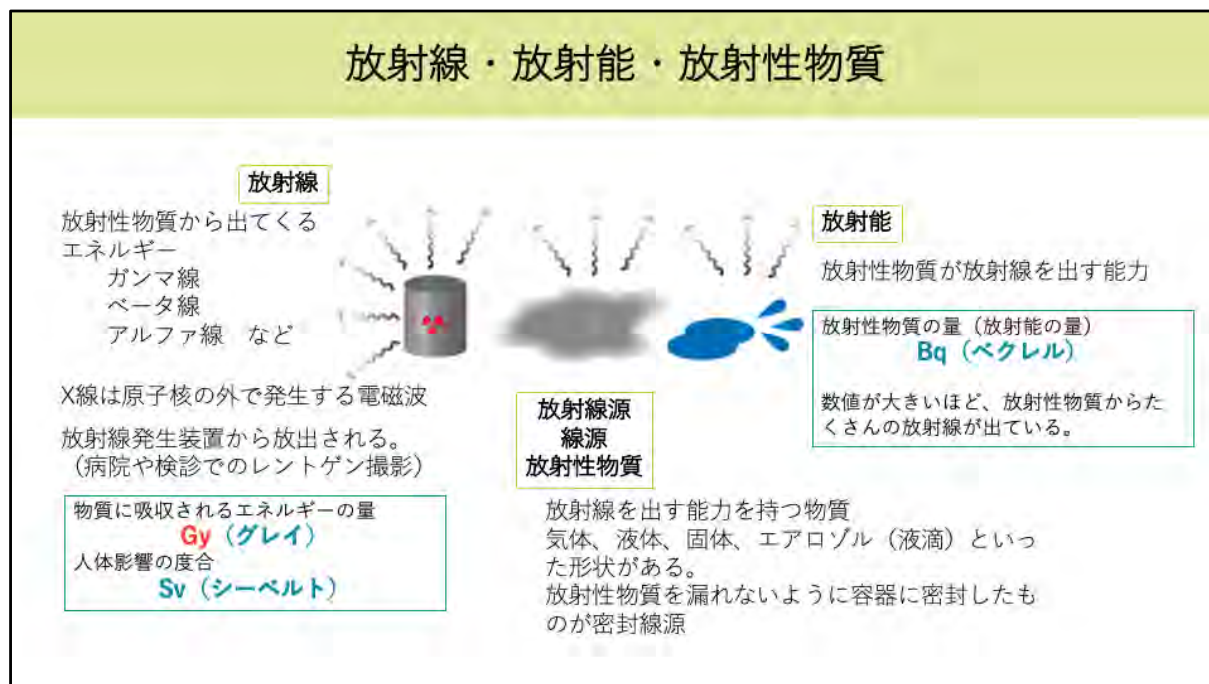 放射線・放射能・放射性物質
放射線
放射性物質から出てくる
エネルギー
ガンマ線
ベータ線
アルファ線　など
X線は原子核の外で発生する電磁波
放射線発生装置から放出される。
（病院や検診でのレントゲン撮影）
物質に吸収されるエネルギーの量
Gy（グレイ）
人体影響の度合
Sv（シーベルト）
放射線源
線源
放射性物質
放射線を出す能力を持つ物質
気体、液体、固体、エアロゾル（液滴）といっ
た形状がある。
放射性物質を漏れないように容器に密封したも
のが密封線源
放射能
放射性物質が放射線を出す能力
放射性物質の量（放射能の量）
Bq（ベクレル）
数値が大きいほど、放射性物質からた
くさんの放射線が出ている。